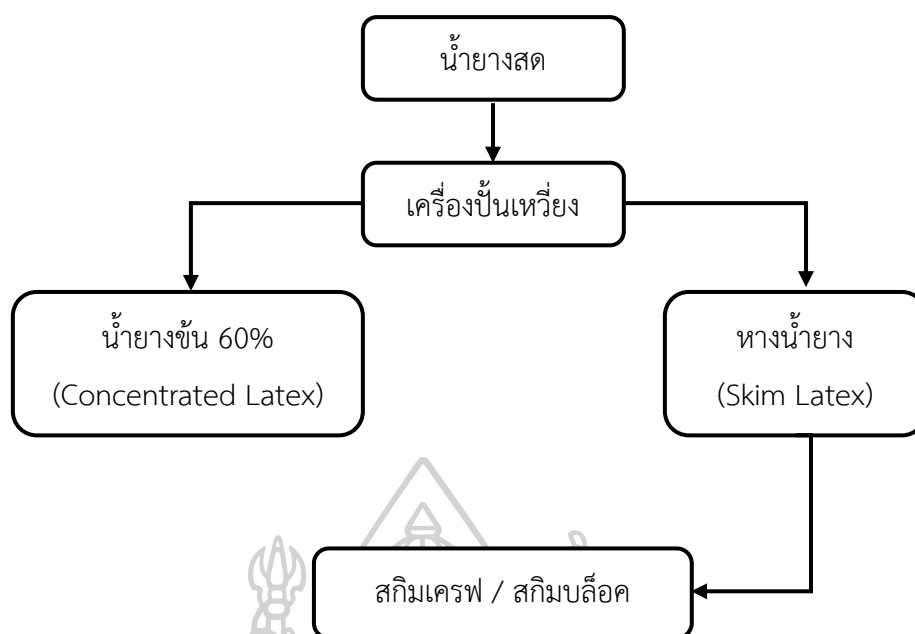 น้ำยางสด
เครื่องปั้นเหวี่ยง
น้ำยางข้น 60%
(Concentrated Latex)
หางน้ำยาง
(Skim Latex)
สกิมเครฟ / สกิมบล็อค